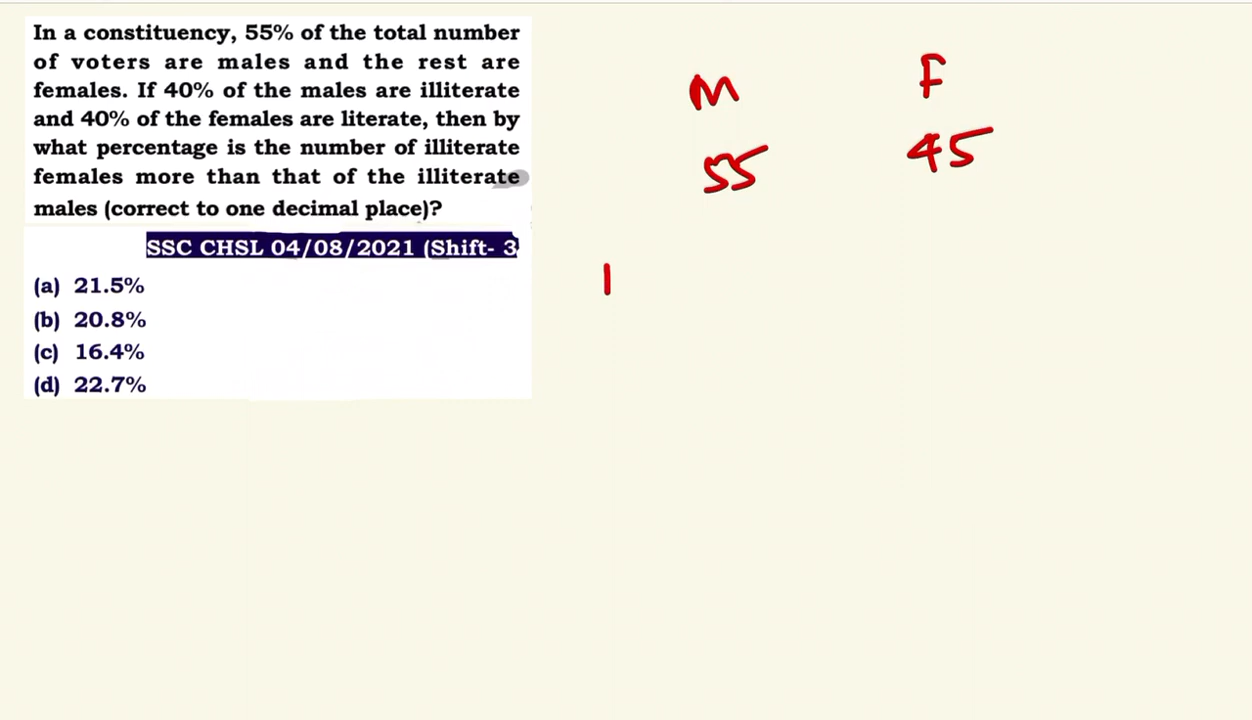 In a constituency, 55% of the total number
of voters are males and the rest are
females. If 40% of the males are illiterate
and 40% of the females are literate, then by
what percentage is the number of illiterate
females more than that of the illiterate
males (correct to one decimal place)?
SSC CHSL 04/08/2021 (Shift- 3
(a) 21.5%
(b) 20.8%
(c) 16.4%
(d) 22.7%
M F
55 45
I